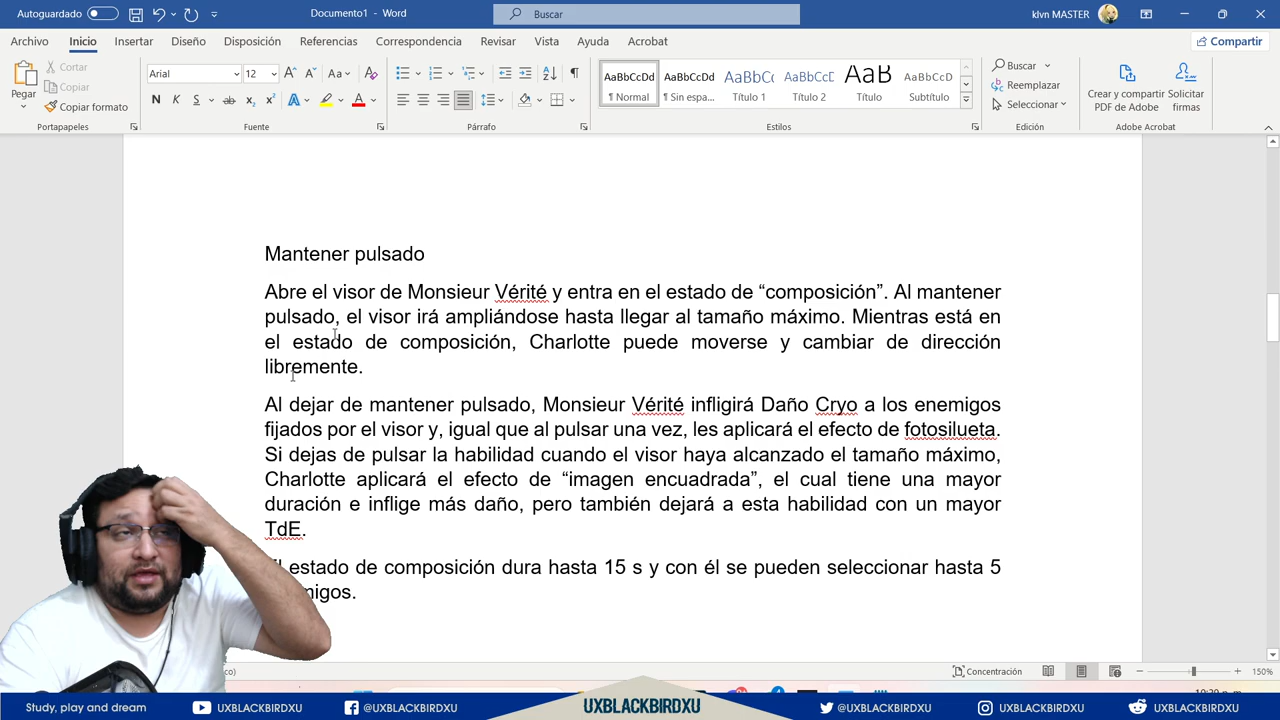 Autoguardado
Documento1 - Word
Buscar
klvn MASTER
Archivo Inicio Insertar Diseño Disposición Referencias Correspondencia Revisar Vista Ayuda Acrobat
Compartir
Pegar
Cortar
Copiar
Copiar formato
Portapapeles
Arial 12
Aa
N K S ab x₂ x² A A
Fuente
Párrafo
AaBbCcDd AaBbCcDd AaBbCc AaBbCcD AaB AaBbCcD
¶ Normal ¶ Sin espa... Título 1 Título 2 Título Subtítulo
Estilos
Buscar
Reemplazar
Seleccionar
Edición
Crear y compartir PDF de Adobe
Solicitar firmas
Adobe Acrobat
Mantener pulsado
Abre el visor de Monsieur Vérité y entra en el estado de “composición”. Al mantener
pulsado, el visor irá ampliándose hasta llegar al tamaño máximo. Mientras está en
el estado de composición, Charlotte puede moverse y cambiar de dirección
libremente.
Al dejar de mantener pulsado, Monsieur Vérité infligirá Daño Cryo a los enemigos
fijados por el visor y, igual que al pulsar una vez, les aplicará el efecto de fotosilueta.
Si dejas de pulsar la habilidad cuando el visor haya alcanzado el tamaño máximo,
Charlotte aplicará el efecto de “imagen encuadrada”, el cual tiene una mayor
duración e inflige más daño, pero también dejará a esta habilidad con un mayor
TdE.
estado de composición dura hasta 15 s y con él se pueden seleccionar hasta 5
migos.
Concentración
150%
Study, play and dream
UXBLACKBIRDXU
@UXBLACKBIRDXU
UXBLACKBIRDXU
@UXBLACKBIRDXU
UXBLACKBIRDXU
UXBLACKBIRDXU